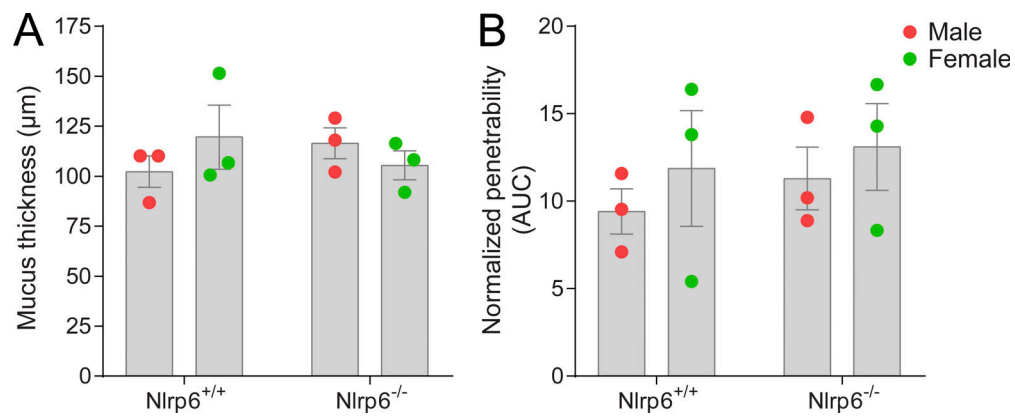 A
Mucus thickness (µm)
175
150
125
100
75
50
25
0
Nlrp6+/+
Nlrp6-/-
B
Normalized penetrability
(AUC)
20
15
10
5
0
Nlrp6+/+
Nlrp6-/-
Male
Female